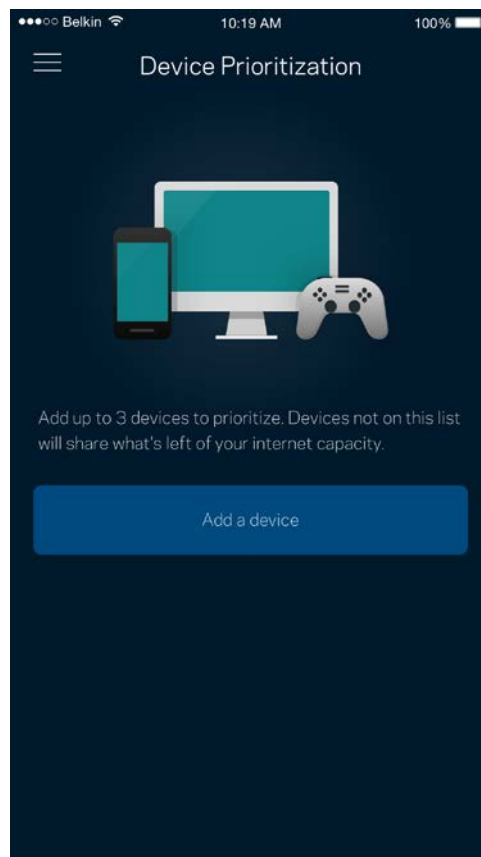 Belkin 10:19 AM 100%
Device Prioritization
Add up to 3 devices to prioritize. Devices not on this list
will share what's left of your internet capacity.
Add a device